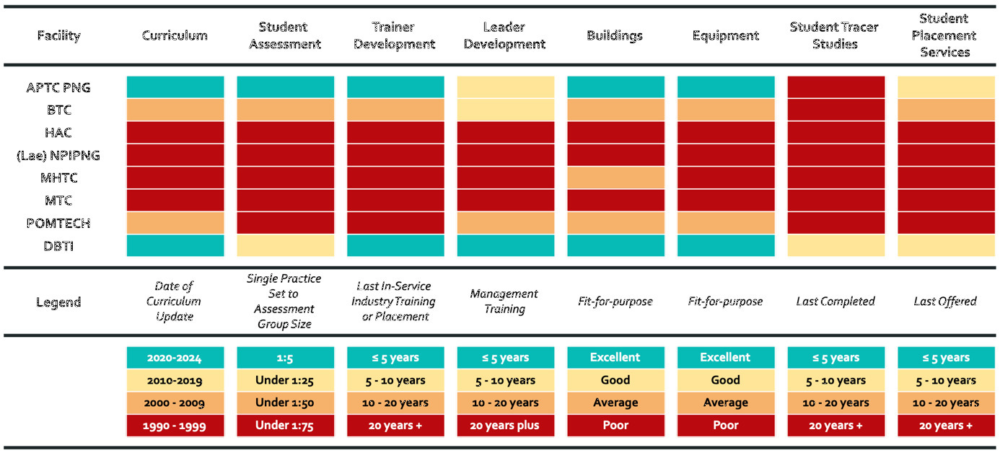 Facility Curriculum Student Assessment Trainer Development Leader Development Buildings Equipment Student Tracer Studies Student Placement Services
APTC PNG
BTC
HAC
(Lae) NPIPNG
MHTC
MTC
POMTECH
DBTI
Legend Date of Curriculum Update Single Practice Set to Assessment Group Size Last In-Service Industry Training or Placement Management Training Fit-for-purpose Fit-for-purpose Last Completed Last Offered
2020-2024 1:5 ≤ 5 years ≤ 5 years Excellent Excellent ≤ 5 years ≤ 5 years
2010-2019 Under 1:25 5 - 10 years 5 - 10 years Good Good 5 - 10 years 5 - 10 years
2000 - 2009 Under 1:50 10 - 20 years 10 - 20 years Average Average 10 - 20 years 10 - 20 years
1990 - 1999 Under 1:75 20 years + 20 years plus Poor Poor 20 years + 20 years +